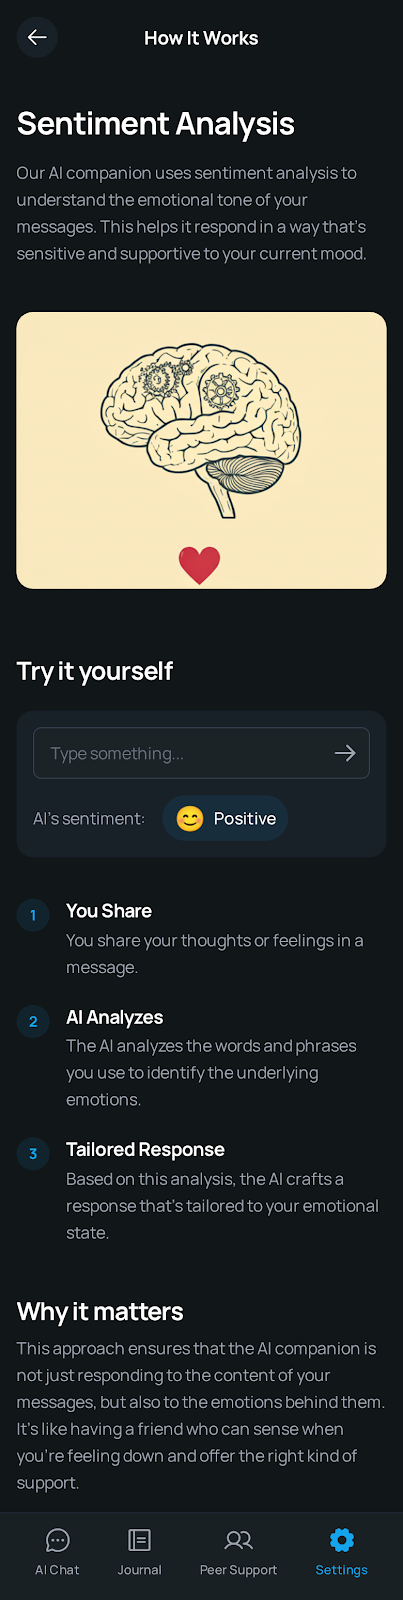 How It Works
Sentiment Analysis
Our AI companion uses sentiment analysis to
understand the emotional tone of your
messages. This helps it respond in a way that's
sensitive and supportive to your current mood.
Try it yourself
Type something...
AI's sentiment:
Positive
1
You Share
You share your thoughts or feelings in a
message.
2
AI Analyzes
The AI analyzes the words and phrases
you use to identify the underlying
emotions.
3
Tailored Response
Based on this analysis, the AI crafts a
response that's tailored to your emotional
state.
Why it matters
This approach ensures that the AI companion is
not just responding to the content of your
messages, but also to the emotions behind them.
It's like having a friend who can sense when
you're feeling down and offer the right kind of
support.
AI Chat
Journal
Peer Support
Settings